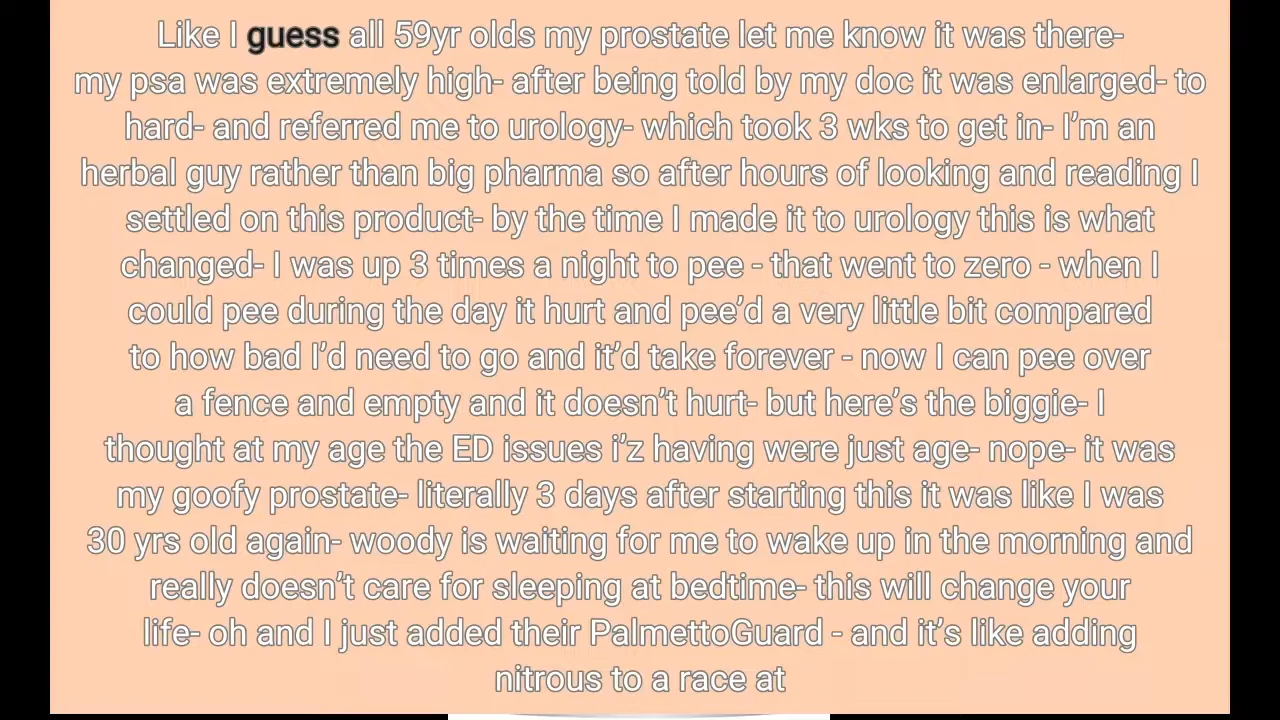 Like I guess all 59yr olds my prostate let me know it was there-
my psa was extremely high- after being told by my doc it was enlarged- to
hard- and referred me to urology- which took 3 wks to get in- I’m an
herbal guy rather than big pharma so after hours of looking and reading I
settled on this product- by the time I made it to urology this is what
changed- I was up 3 times a night to pee - that went to zero - when I
could pee during the day it hurt and pee’d a very little bit compared
to how bad I’d need to go and it’d take forever - now I can pee over
a fence and empty and it doesn’t hurt- but here’s the biggie- I
thought at my age the ED issues i’z having were just age- nope- it was
my goofy prostate- literally 3 days after starting this it was like I was
30 yrs old again- woody is waiting for me to wake up in the morning and
really doesn’t care for sleeping at bedtime- this will change your
life- oh and I just added their PalmettoGuard - and it’s like adding
nitrous to a race at